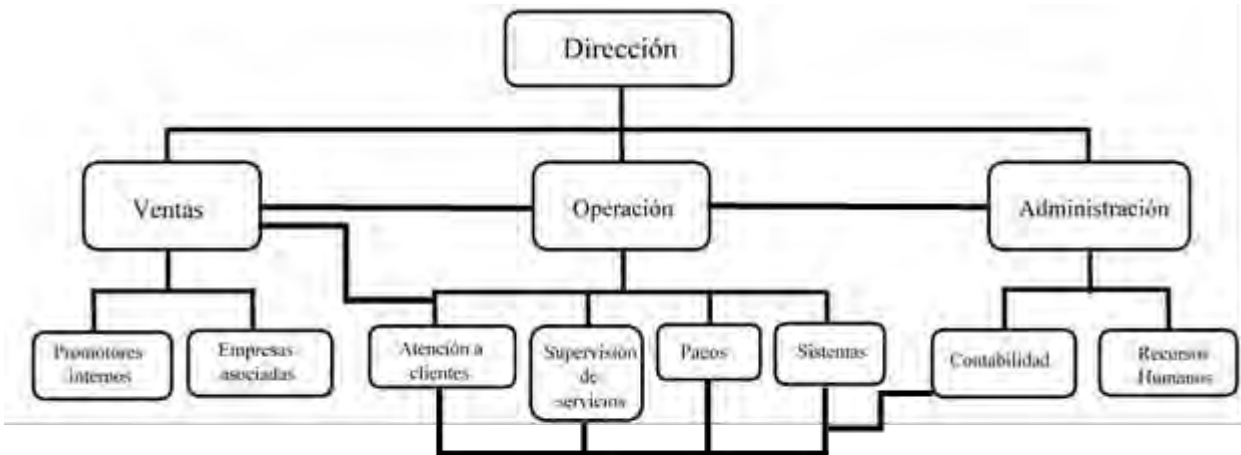 Dirección
Ventas
Operación
Administración
Promotores
internos
Empresas
asociadas
Atención a
clientes
Supervisión
de
servicios
Pagos
Sistemas
Contabilidad
Recursos
Humanos